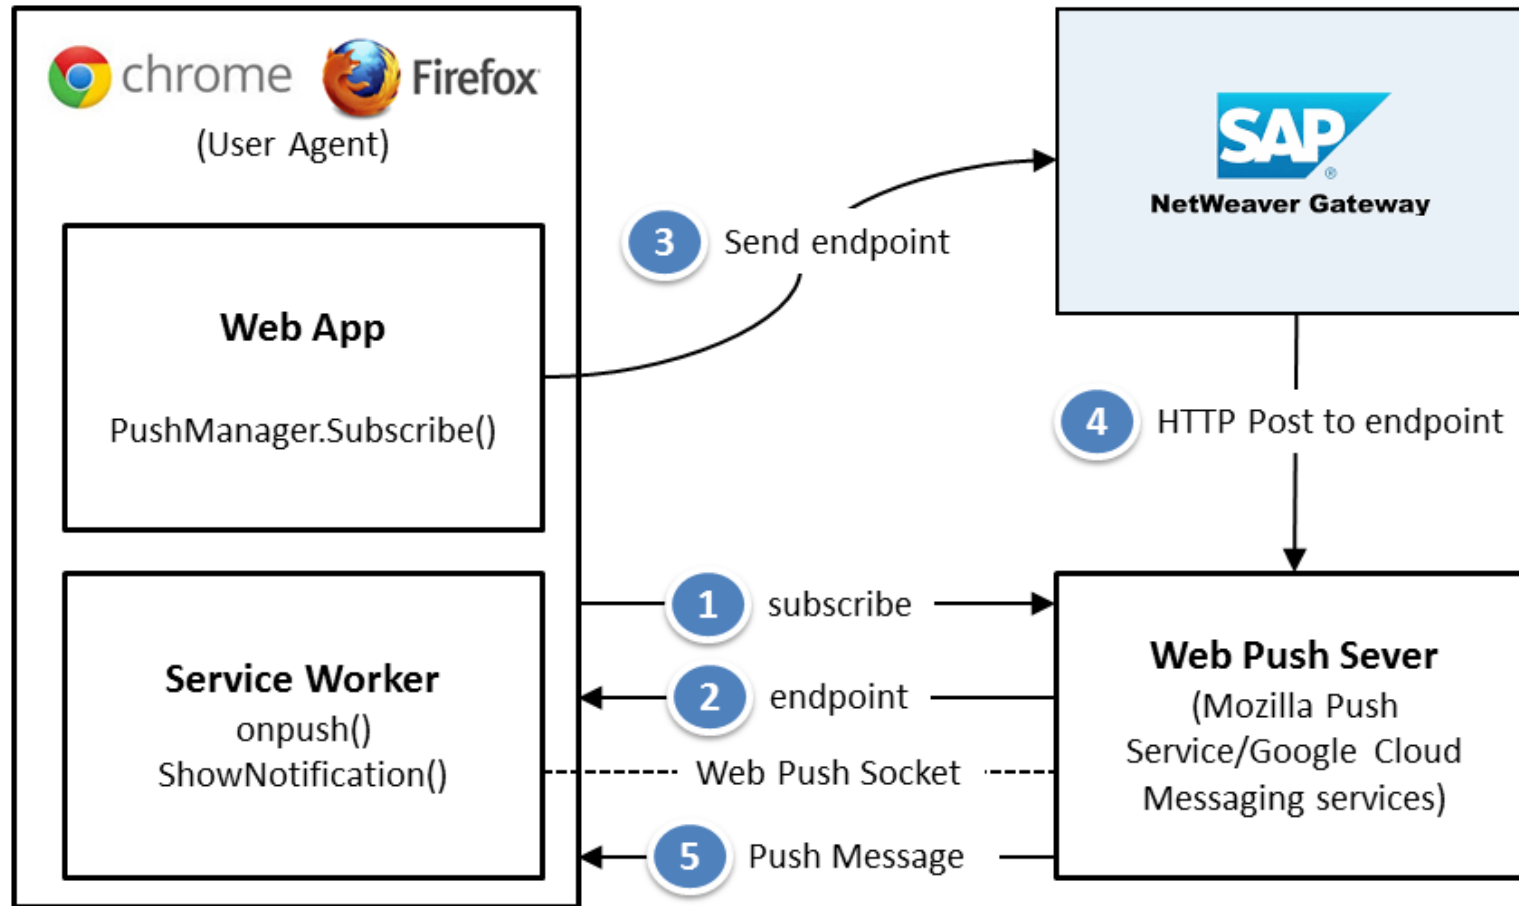 chrome Firefox
(User Agent)
Web App
PushManager.Subscribe()
Service Worker
onpush()
ShowNotification()
3 Send endpoint
SAP
®
NetWeaver Gateway
4 HTTP Post to endpoint
1 subscribe
2 endpoint
Web Push Socket
5 Push Message
Web Push Sever
(Mozilla Push
Service/Google Cloud
Messaging services)